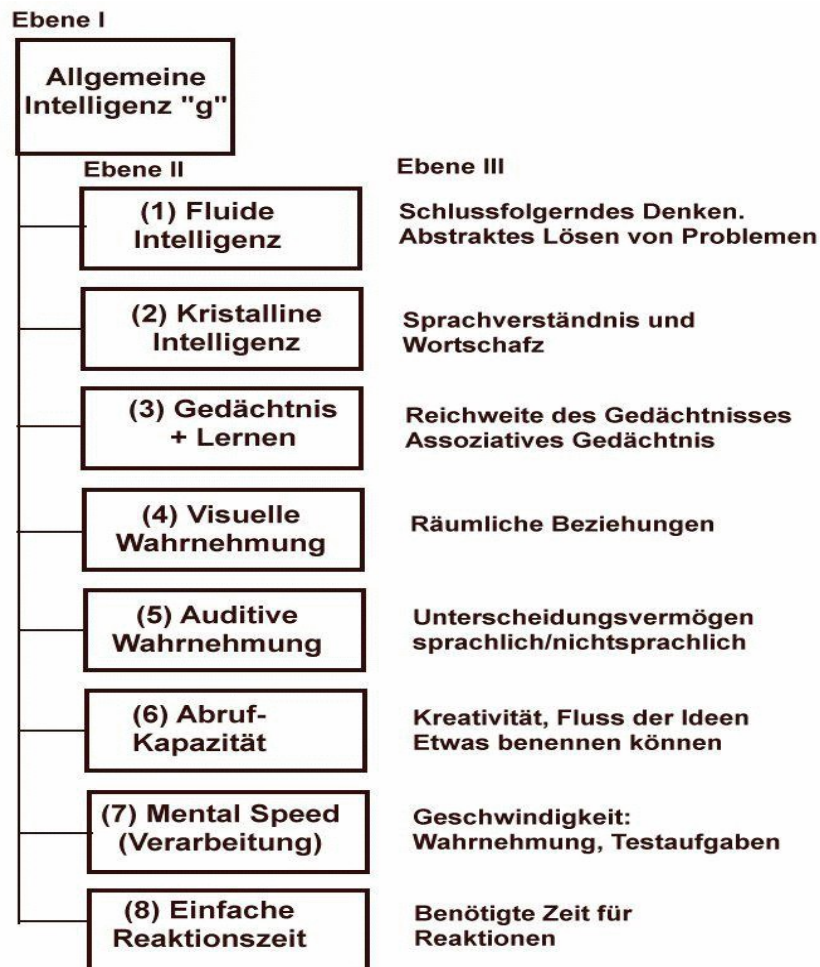 Ebene I
Allgemeine
Intelligenz "g"
Ebene II
Ebene III
(1) Fluide
Intelligenz
Schlussfolgerndes Denken.
Abstraktes Lösen von Problemen
(2) Kristalline
Intelligenz
Sprachverständnis und
Wortschafz
(3) Gedächtnis
+ Lernen
Reichweite des Gedächtnisses
Assoziatives Gedächtnis
(4) Visuelle
Wahrnehmung
Räumliche Beziehungen
(5) Auditive
Wahrnehmung
Unterscheidungsvermögen
sprachlich/nichtsprachlich
(6) Abruf-
Kapazität
Kreativität, Fluss der Ideen
Etwas benennen können
(7) Mental Speed
(Verarbeitung)
Geschwindigkeit:
Wahrnehmung, Testaufgaben
(8) Einfache
Reaktionszeit
Benötigte Zeit für
Reaktionen